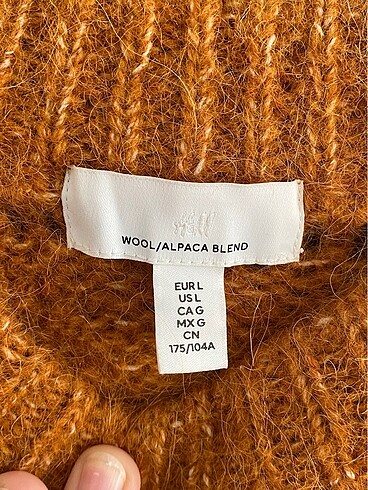 WOOL/ALPACA BLEND
EUR L
US L
CA G
MX G
CN
175/104A